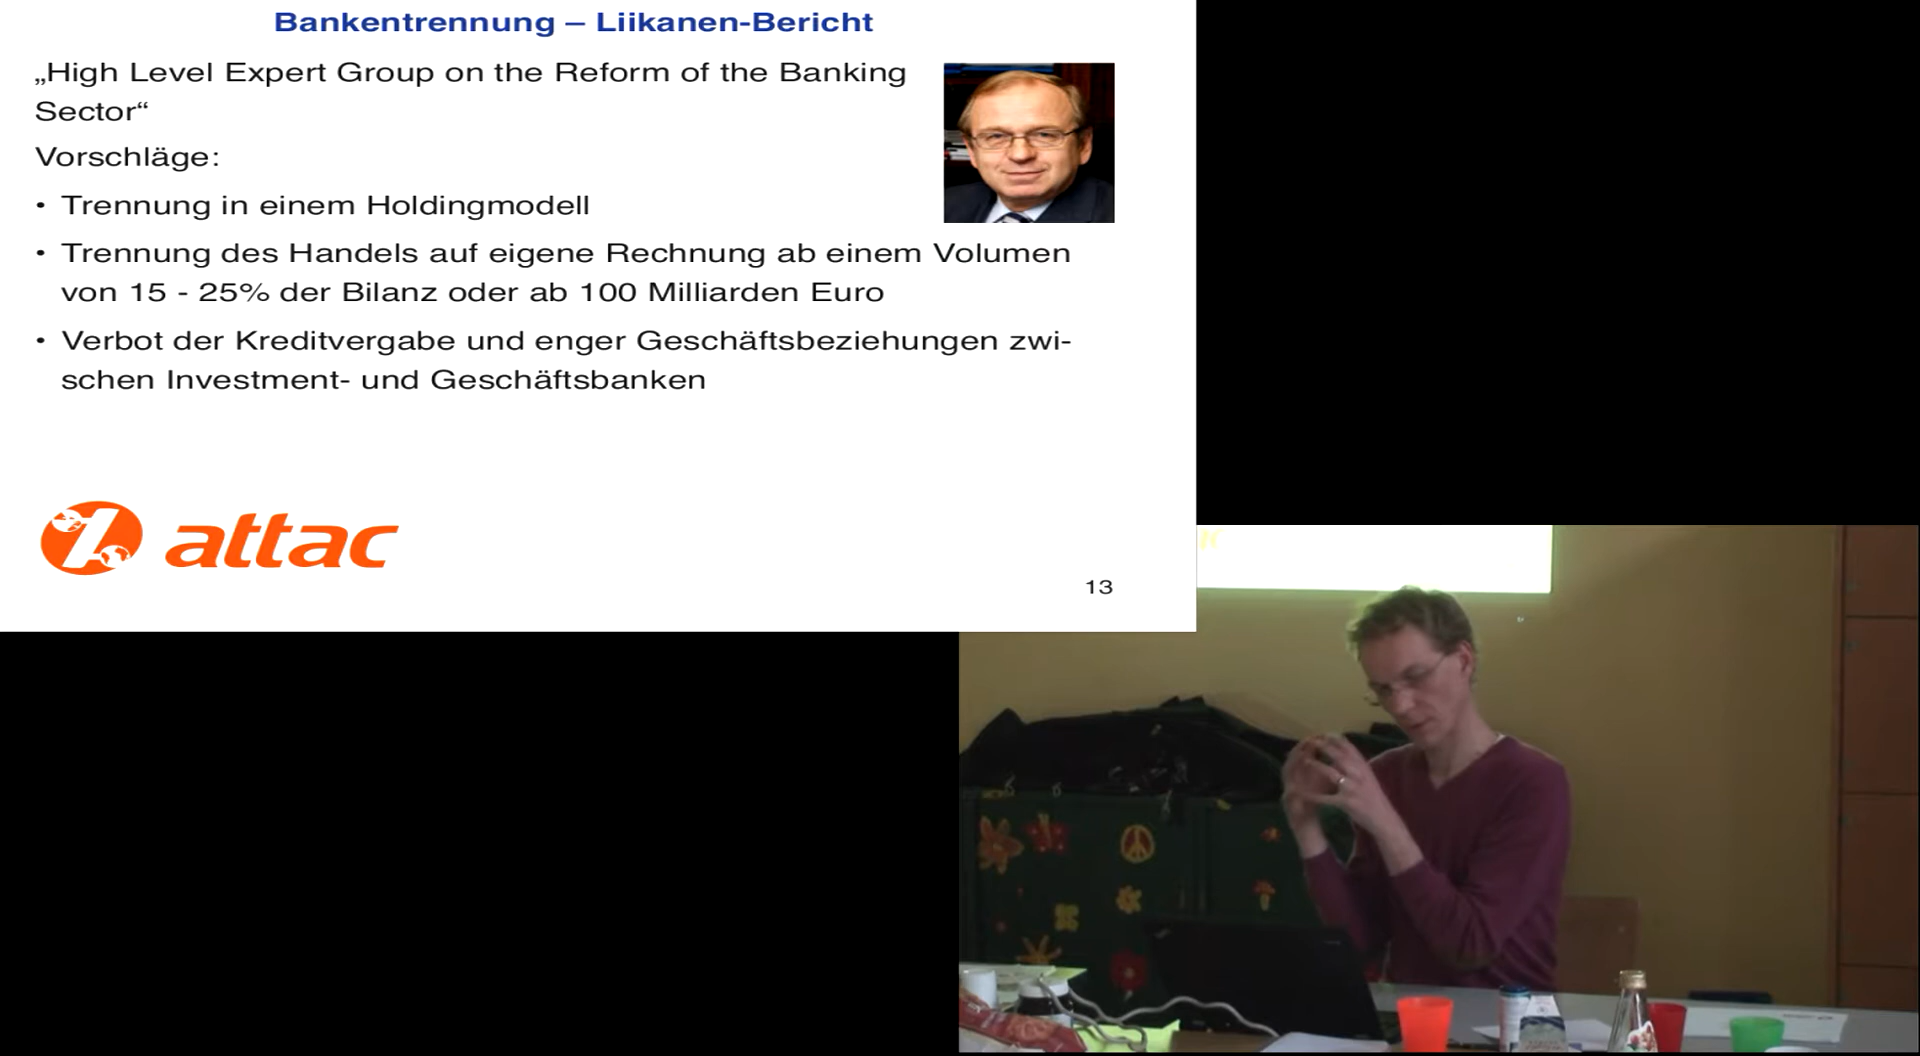 Bankentrennung – Liikanen-Bericht
„High Level Expert Group on the Reform of the Banking
Sector“
Vorschläge:
• Trennung in einem Holdingmodell
• Trennung des Handels auf eigene Rechnung ab einem Volumen
von 15 - 25% der Bilanz oder ab 100 Milliarden Euro
• Verbot der Kreditvergabe und enger Geschäftsbeziehungen zwi-
schen Investment- und Geschäftsbanken
attac
13